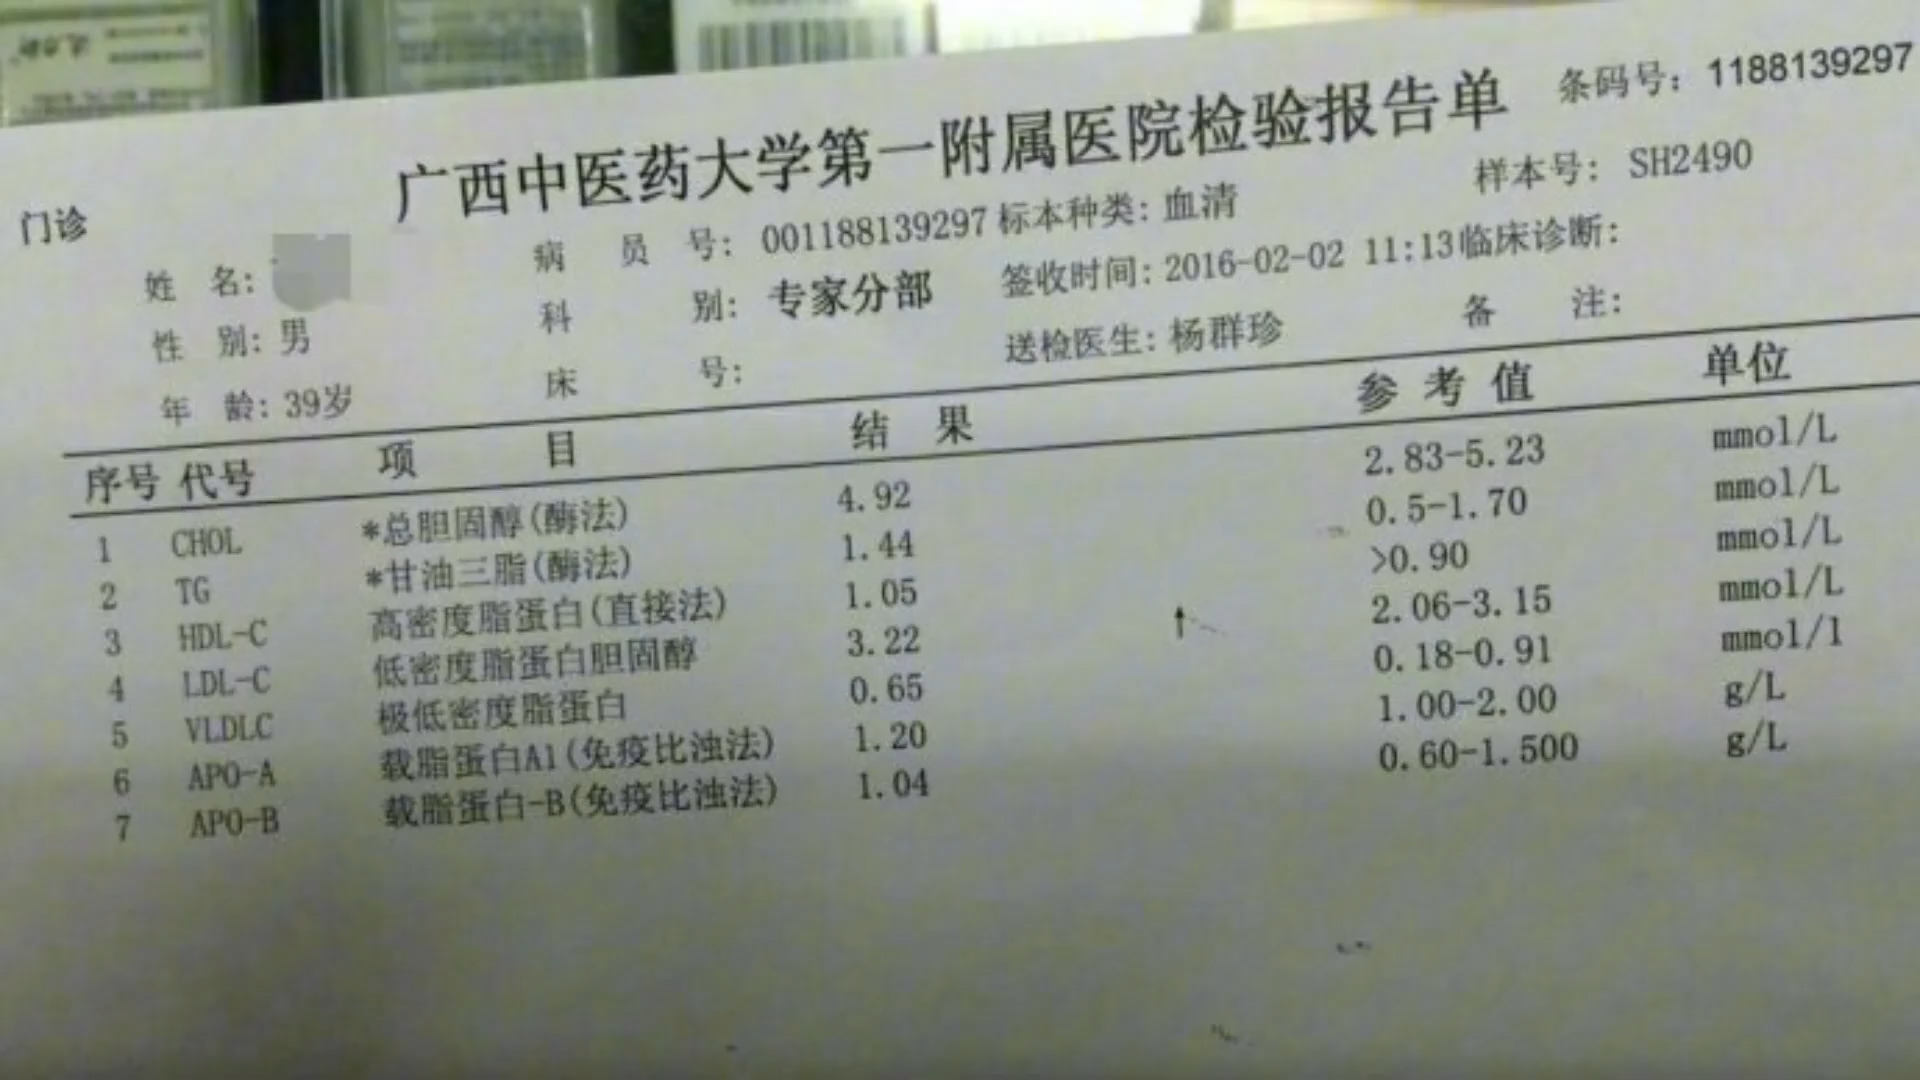 条码号：1188139297
广西中医药大学第一附属医院检验报告单
门诊
样本号：SH2490
姓 名： 病 员 号：001188139297 标本种类：血清
性 别：男 科 别：专家分部 签收时间：2016-02-02 11:13 临床诊断：
年 龄：39岁 床 号： 送检医生：杨群珍 备 注：
序号 代号 项 目 结 果 参 考 值 单位
1 CHOL *总胆固醇(酶法) 4.92 2.83-5.23 mmol/L
2 TG *甘油三脂(酶法) 1.44 0.5-1.70 mmol/L
3 HDL-C 高密度脂蛋白(直接法) 1.05 >0.90 mmol/L
4 LDL-C 低密度脂蛋白胆固醇 3.22 ↑ 2.06-3.15 mmol/L
5 VLDLC 极低密度脂蛋白 0.65 0.18-0.91 mmol/l
6 APO-A 载脂蛋白A1(免疫比浊法) 1.20 1.00-2.00 g/L
7 APO-B 载脂蛋白-B(免疫比浊法) 1.04 0.60-1.500 g/L